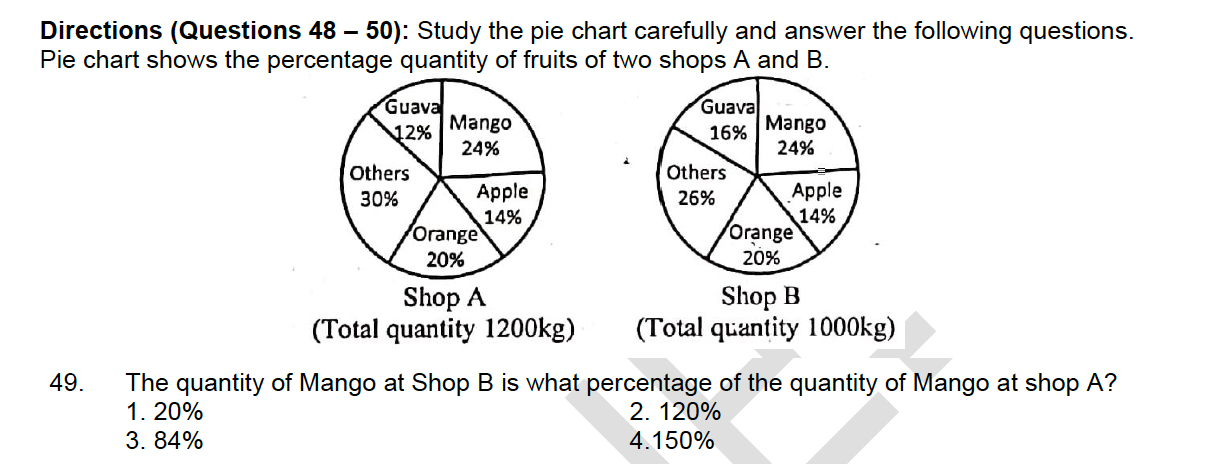 Directions (Questions 48 – 50): Study the pie chart carefully and answer the following questions.
Pie chart shows the percentage quantity of fruits of two shops A and B.
Guava
12%
Mango
24%
Others
30%
Apple
14%
Orange
20%
Shop A
(Total quantity 1200kg)
Guava
16%
Mango
24%
Others
26%
Apple
14%
Orange
20%
Shop B
(Total quantity 1000kg)
49. The quantity of Mango at Shop B is what percentage of the quantity of Mango at shop A?
1. 20% 2. 120%
3. 84% 4.150%